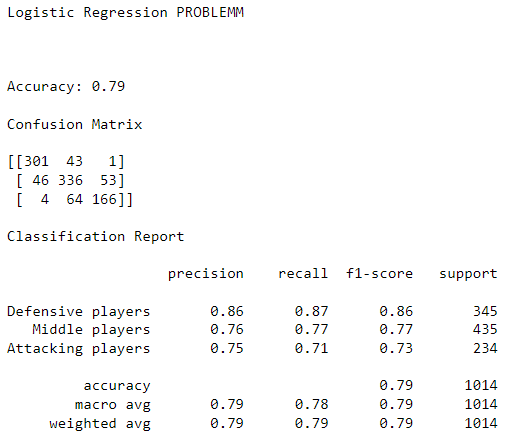 Logistic Regression PROBLEMM
Accuracy: 0.79
Confusion Matrix
[[301  43   1]
 [ 46 336  53]
 [  4  64 166]]
Classification Report
precision    recall  f1-score   support
Defensive players       0.86      0.87      0.86       345
Middle players       0.76      0.77      0.77       435
Attacking players       0.75      0.71      0.73       234
accuracy                           0.79      1014
macro avg       0.79      0.78      0.79      1014
weighted avg       0.79      0.79      0.79      1014